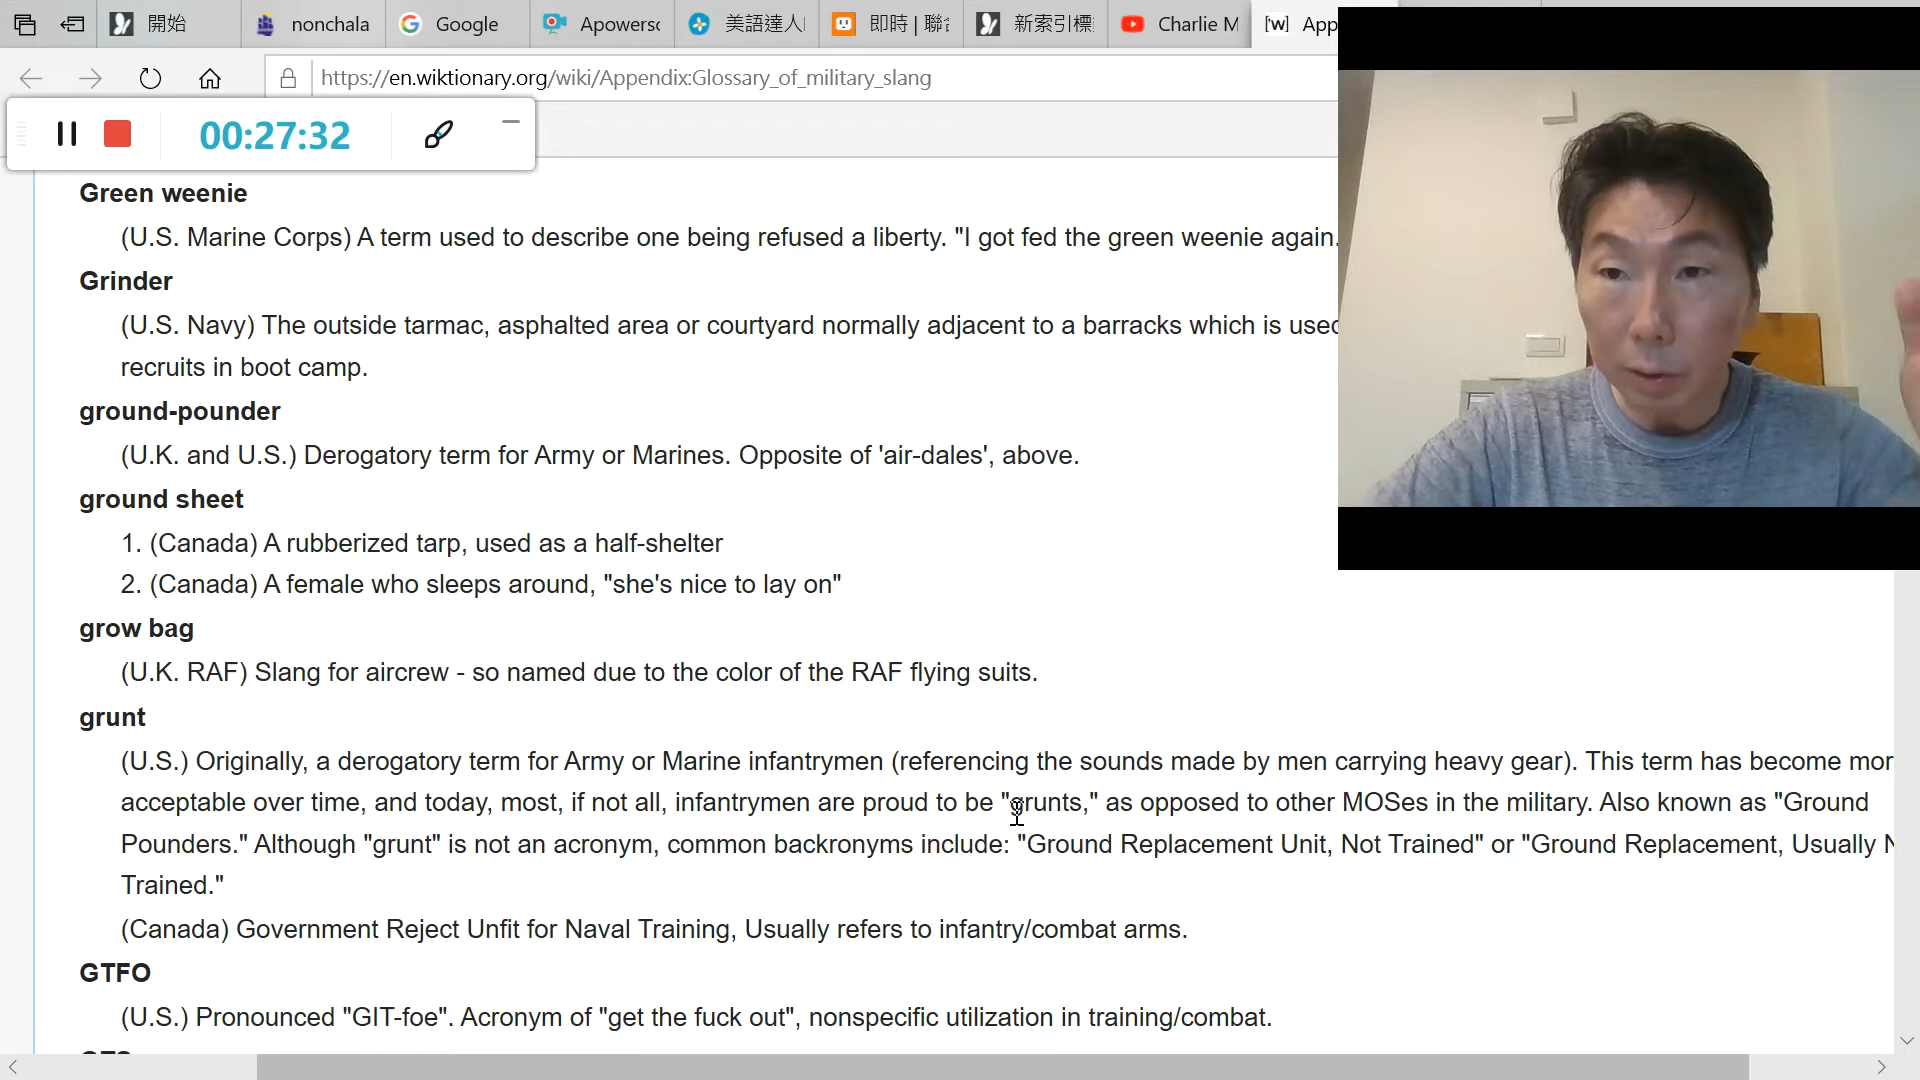 開始
nonchala
Google
Apowersc
美語達人
即時 | 聯合
新索引標
Charlie M
App
https://en.wiktionary.org/wiki/Appendix:Glossary_of_military_slang
00:27:32
Green weenie
(U.S. Marine Corps) A term used to describe one being refused a liberty. "I got fed the green weenie again.
Grinder
(U.S. Navy) The outside tarmac, asphalted area or courtyard normally adjacent to a barracks which is used
recruits in boot camp.
ground-pounder
(U.K. and U.S.) Derogatory term for Army or Marines. Opposite of 'air-dales', above.
ground sheet
1. (Canada) A rubberized tarp, used as a half-shelter
2. (Canada) A female who sleeps around, "she's nice to lay on"
grow bag
(U.K. RAF) Slang for aircrew - so named due to the color of the RAF flying suits.
grunt
(U.S.) Originally, a derogatory term for Army or Marine infantrymen (referencing the sounds made by men carrying heavy gear). This term has become mor
acceptable over time, and today, most, if not all, infantrymen are proud to be "grunts," as opposed to other MOSes in the military. Also known as "Ground
Pounders." Although "grunt" is not an acronym, common backronyms include: "Ground Replacement Unit, Not Trained" or "Ground Replacement, Usually N
Trained."
(Canada) Government Reject Unfit for Naval Training, Usually refers to infantry/combat arms.
GTFO
(U.S.) Pronounced "GIT-foe". Acronym of "get the fuck out", nonspecific utilization in training/combat.